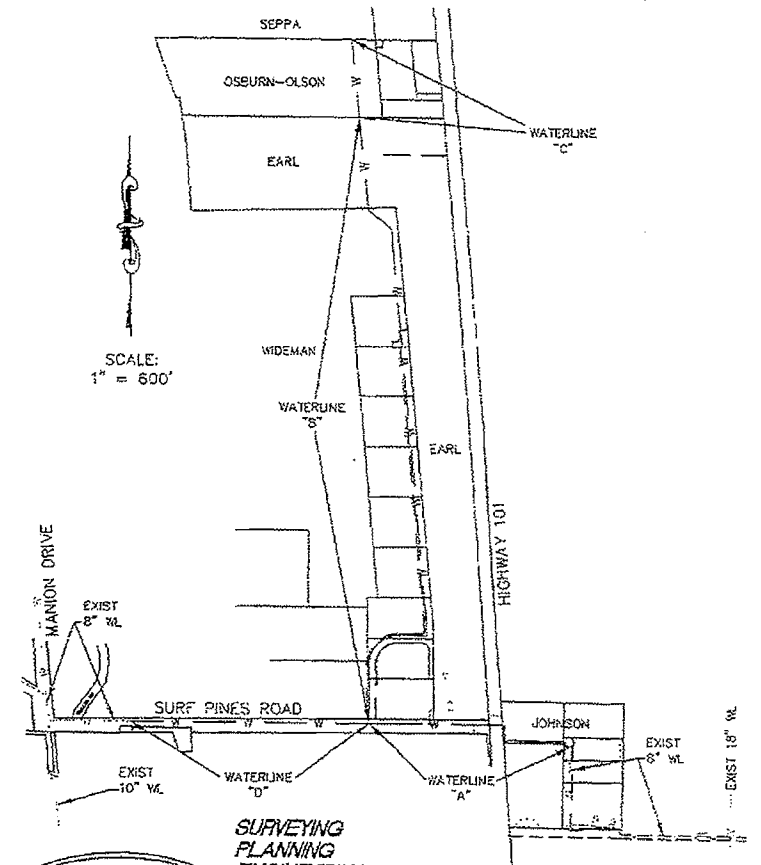 SEPPA
OSBURN-OLSON
W
WATERLINE
"C"
EARL
W
SCALE:
1" = 600'
W
WIDEMAN
W
WATERLINE
"B"
W
EARL
W
W
HIGHWAY 101
MANION DRIVE
EXIST
8" WL
W
SURF PINES ROAD
W
W
W
JOHNSON
EXIST
8" WL
EXIST 18" WL
EXIST
10" WL
WATERLINE
"D"
WATERLINE
"A"
SURVEYING
PLANNING